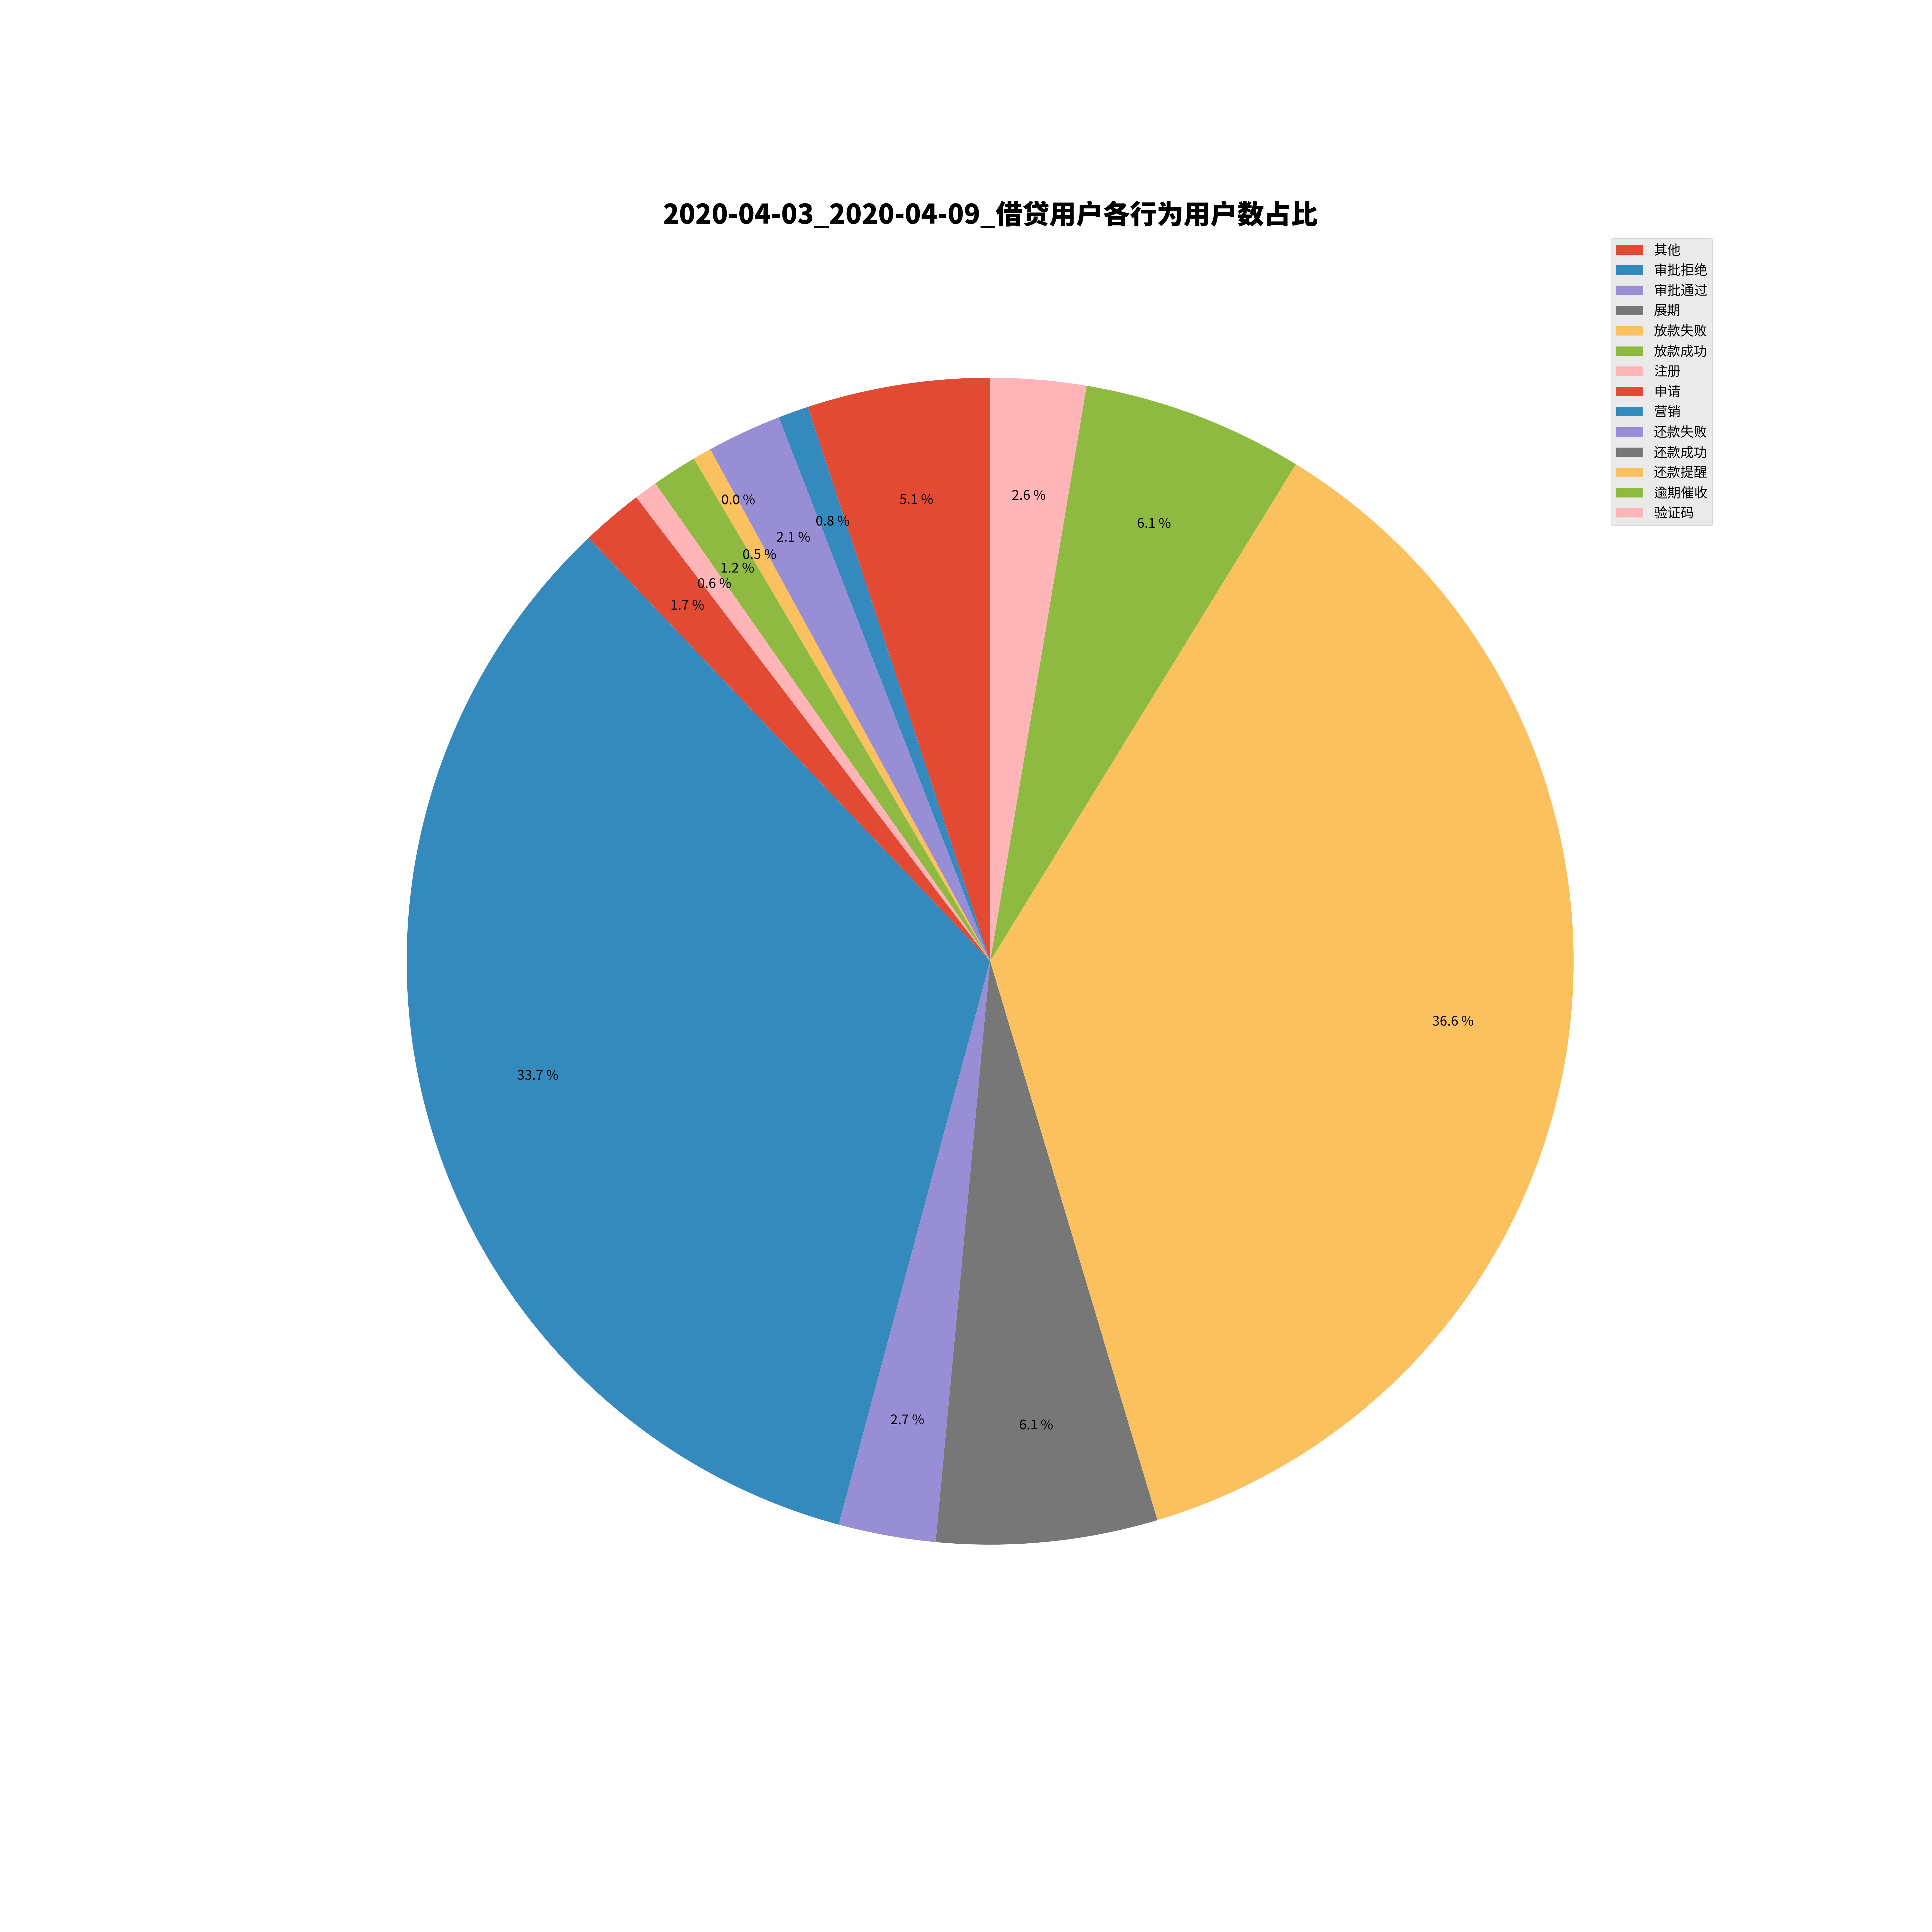 2020-04-03_2020-04-09_借贷用户各行为用户数占比
其他
审批拒绝
审批通过
展期
放款失败
放款成功
注册
申请
营销
还款失败
还款成功
还款提醒
逾期催收
验证码
5.1 %
2.6 %
0.0 %
0.8 %
6.1 %
2.1 %
0.5 %
1.2 %
0.6 %
1.7 %
36.6 %
33.7 %
2.7 %
6.1 %